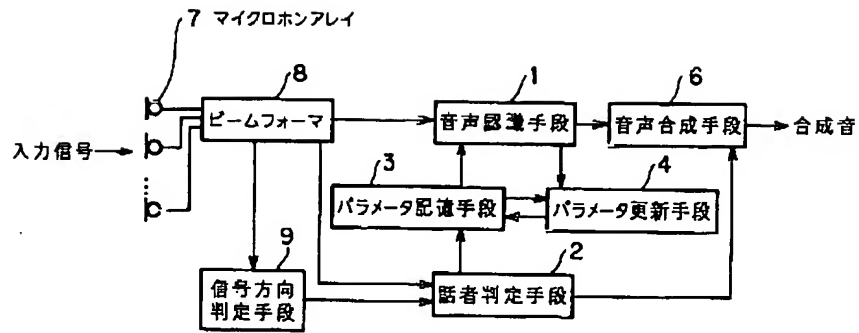 7 マイクロホンアレイ
8
1
6
ビームフォーマ
音声認識手段
音声合成手段
合成音
入力信号
3
4
パラメータ記憶手段
パラメータ更新手段
9
2
信号方向
判定手段
話者判定手段